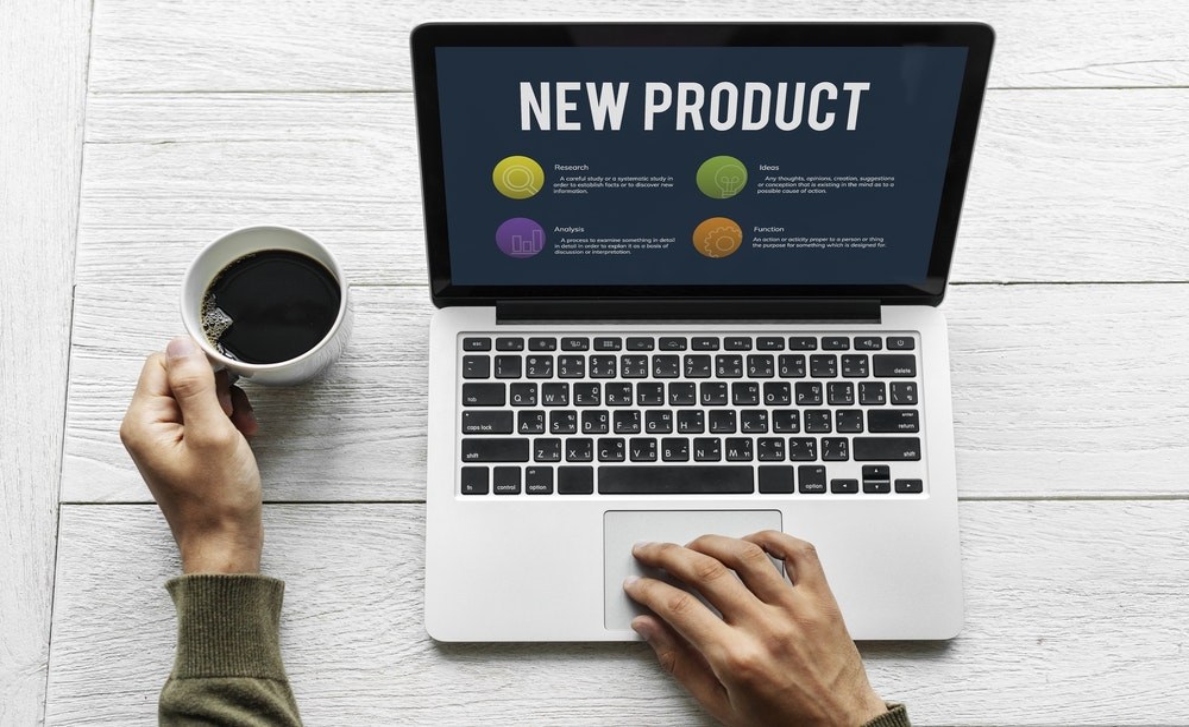 NEW PRODUCT
Research
A careful study or a systematic study in
order to establish facts or to discover new
information.
Ideas
Any thoughts, opinions, creation, suggestions
or conception that is existing in the mind as to a
possible cause of action.
Analysis
A process to examine something in detail
in detail in order to explain it as a basis of
discussion or interpretation.
Function
An action or activity proper to a person or thing
the purpose for something which is designed for.
delete
tab Q W E R T Y U I O P
caps lock A S D F G H J K L enter
return
shift Z X C V B N M shift
fn control option option